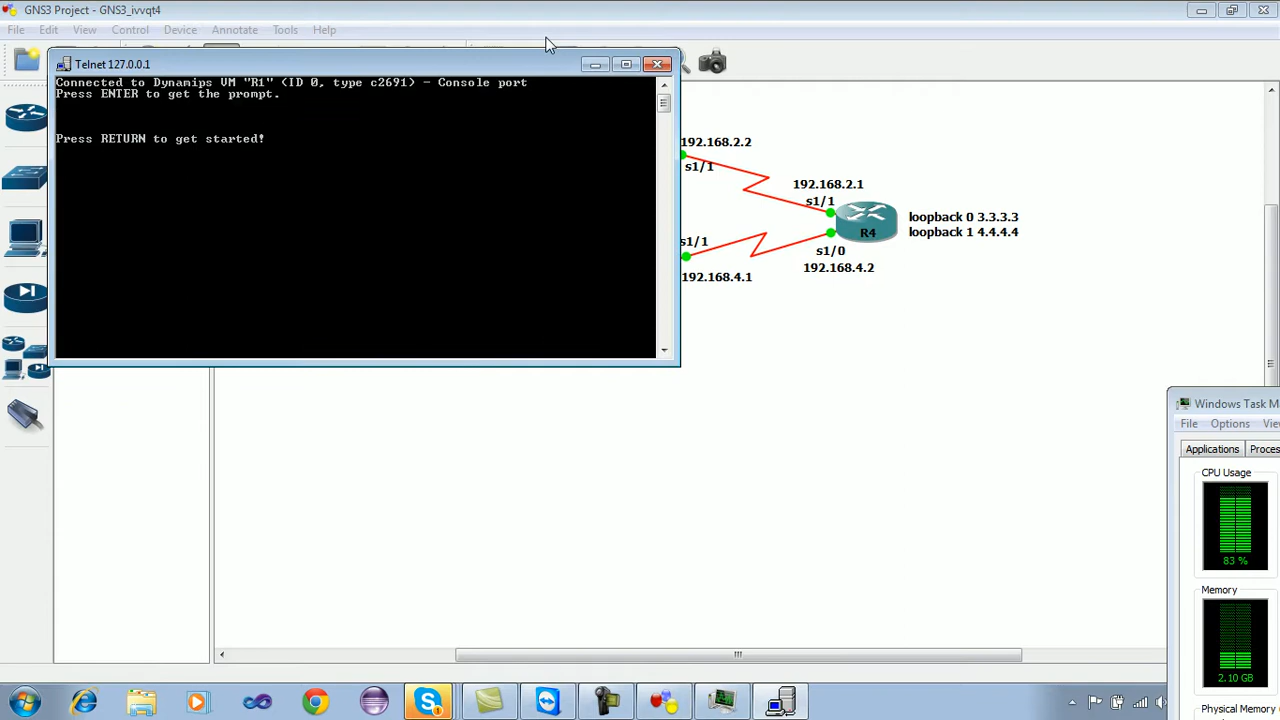 GNS3 Project - GNS3_ivvqt4
File Edit View Control Device Annotate Tools Help
Telnet 127.0.0.1
Connected to Dynamips VM "R1" (ID 0, type c2691) - Console port
Press ENTER to get the prompt.
Press RETURN to get started!
192.168.2.2
s1/1
192.168.2.1
s1/1
R4
loopback 0 3.3.3.3
loopback 1 4.4.4.4
s1/1
s1/0
192.168.4.1
192.168.4.2
Windows Task M
File Options Vie
Applications Proces
CPU Usage
83 %
Memory
2.10 GB
Physical Memory